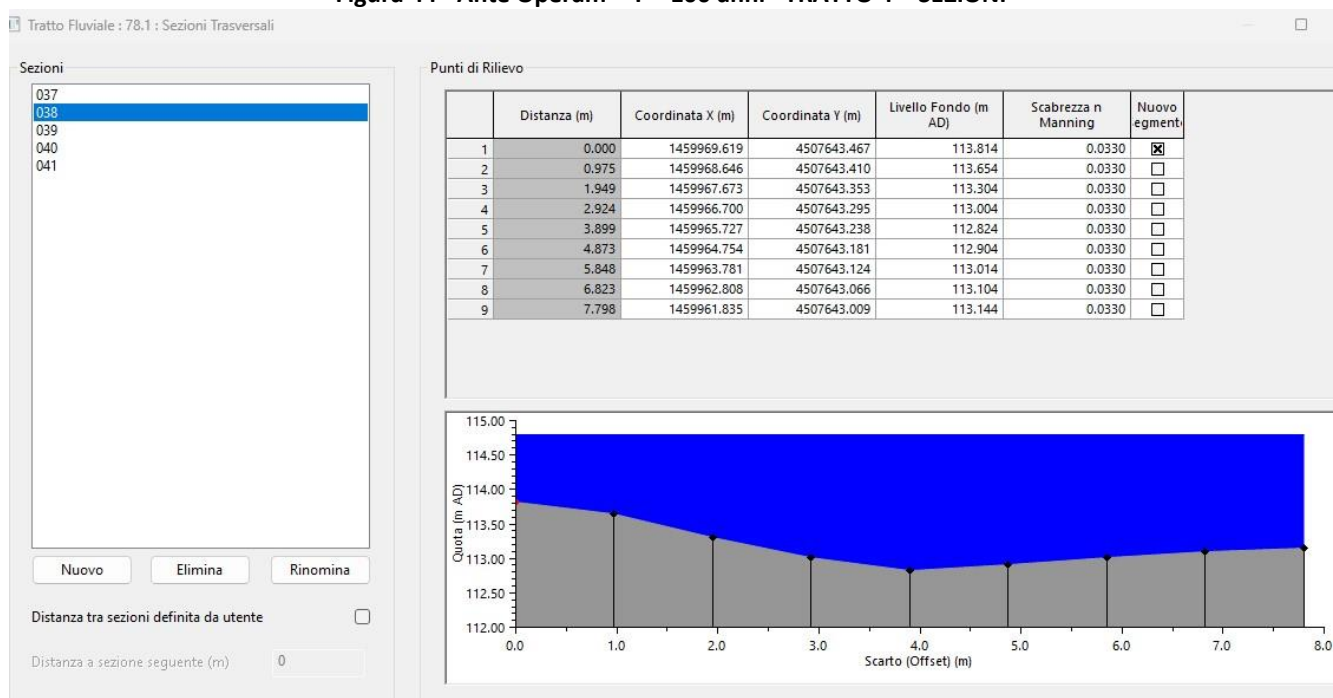 Tratto Fluviale : 78.1 : Sezioni Trasversali
Sezioni
037
038
039
040
041
Nuovo Elimina Rinomina
Distanza tra sezioni definita da utente
Distanza a sezione seguente (m) 0
Punti di Rilievo
Distanza (m) Coordinata X (m) Coordinata Y (m) Livello Fondo (m AD) Scabrezza n Manning Nuovo egment
1 0.000 1459969.619 4507643.467 113.814 0.0330
2 0.975 1459968.646 4507643.410 113.654 0.0330
3 1.949 1459967.673 4507643.353 113.304 0.0330
4 2.924 1459966.700 4507643.295 113.004 0.0330
5 3.899 1459965.727 4507643.238 112.824 0.0330
6 4.873 1459964.754 4507643.181 112.904 0.0330
7 5.848 1459963.781 4507643.124 113.014 0.0330
8 6.823 1459962.808 4507643.066 113.104 0.0330
9 7.798 1459961.835 4507643.009 113.144 0.0330
Quota (m AD)
115.00
114.50
114.00
113.50
113.00
112.50
112.00
0.0 1.0 2.0 3.0 4.0 5.0 6.0 7.0 8.0
Scarto (Offset) (m)